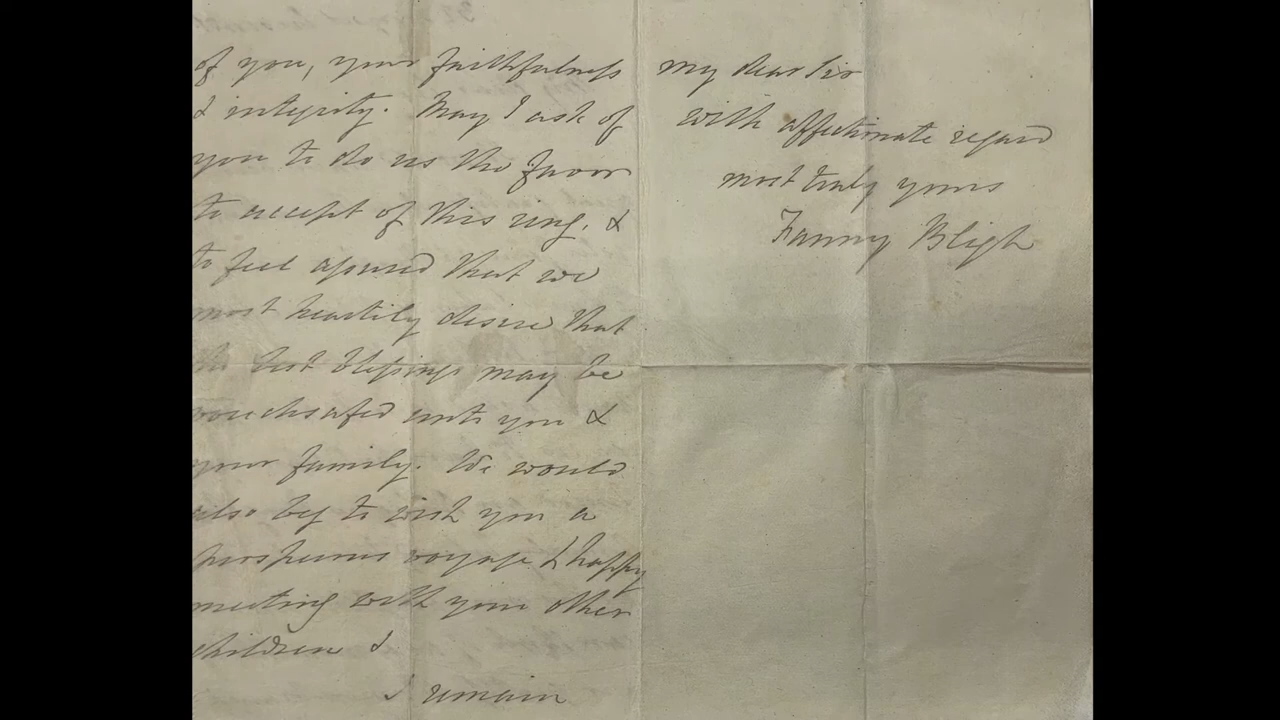 of you, your faithfulness
& integrity. May I ask of
you to do us the favor
to accept of this ring, &
to feel assured that we
most heartily desire that
the best blessings may be
vouchsafed unto you &
your family. We would
also beg to wish you a
prosperous voyage & happy
meeting with your other
children &
I remain
my dear Sir
with affectionate regard
most truly yours
Fanny Bligh